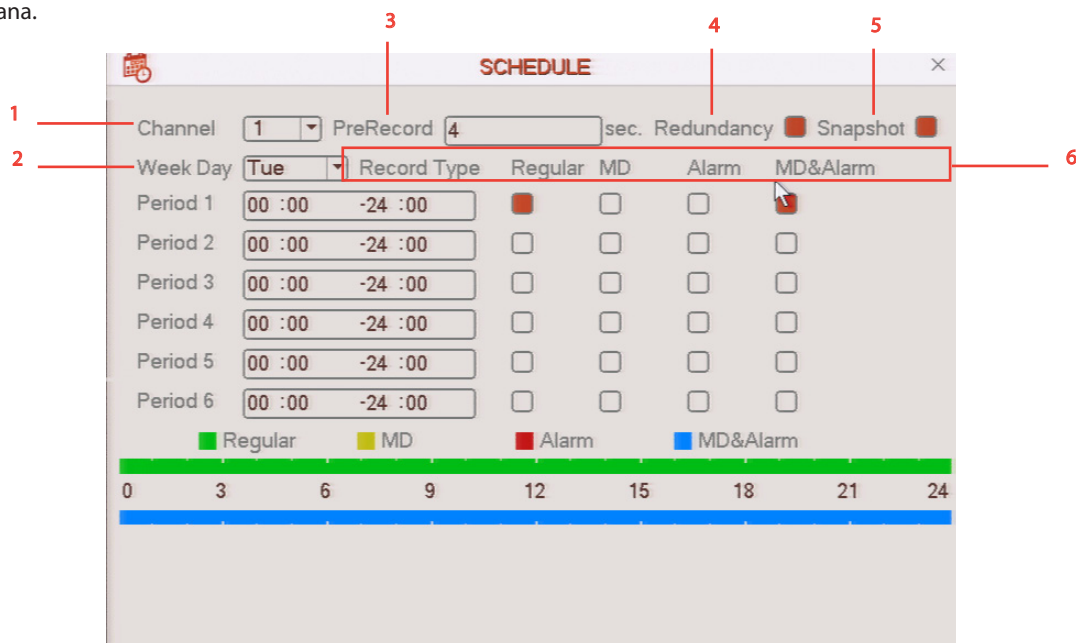 ana.
3
4
5
SCHEDULE
1
Channel 1 PreRecord 4 sec. Redundancy Snapshot
2
Week Day Tue Record Type Regular MD Alarm MD&Alarm
6
Period 1 00 :00 -24 :00
Period 2 00 :00 -24 :00
Period 3 00 :00 -24 :00
Period 4 00 :00 -24 :00
Period 5 00 :00 -24 :00
Period 6 00 :00 -24 :00
Regular MD Alarm MD&Alarm
0 3 6 9 12 15 18 21 24